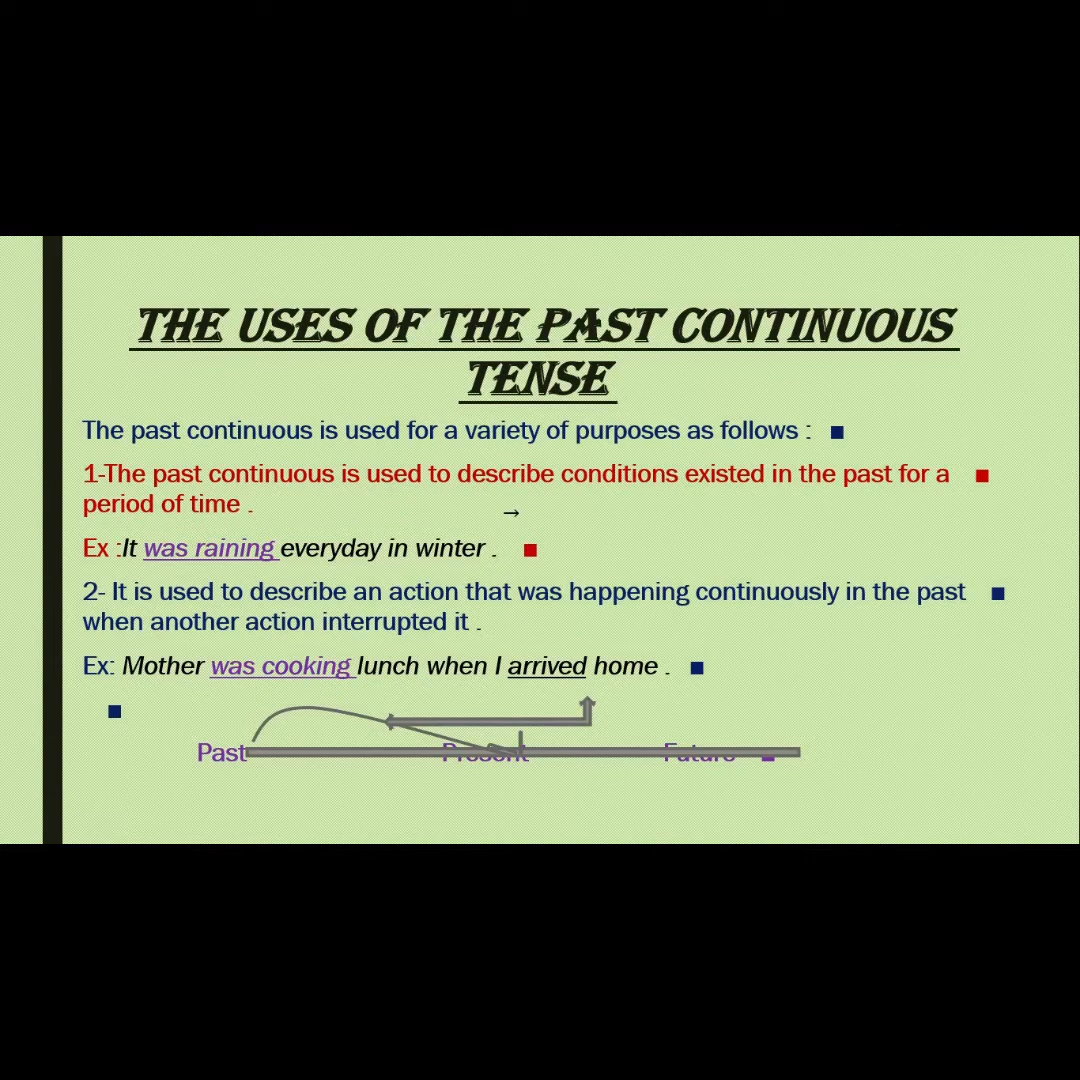 THE USES OF THE PAST CONTINUOUS
TENSE
The past continuous is used for a variety of purposes as follows :
1-The past continuous is used to describe conditions existed in the past for a
period of time .
→
Ex :It was raining everyday in winter .
2- It is used to describe an action that was happening continuously in the past
when another action interrupted it .
Ex: Mother was cooking lunch when I arrived home .
Past Present Future